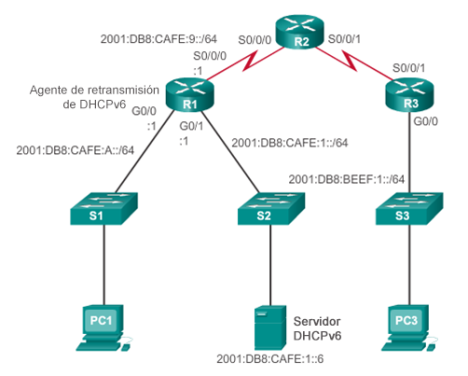 2001:DB8:CAFE:9::/64
S0/0/0
R2
S0/0/1
S0/0/0
:1
S0/0/1
Agente de retransmisión
de DHCPv6
R1
R3
G0/0
:1
G0/1
:1
G0/0
2001:DB8:CAFE:A::/64
2001:DB8:CAFE:1::/64
2001:DB8:BEEF:1::/64
S1
S2
S3
PC1
Servidor
DHCPv6
PC3
2001:DB8:CAFE:1::6